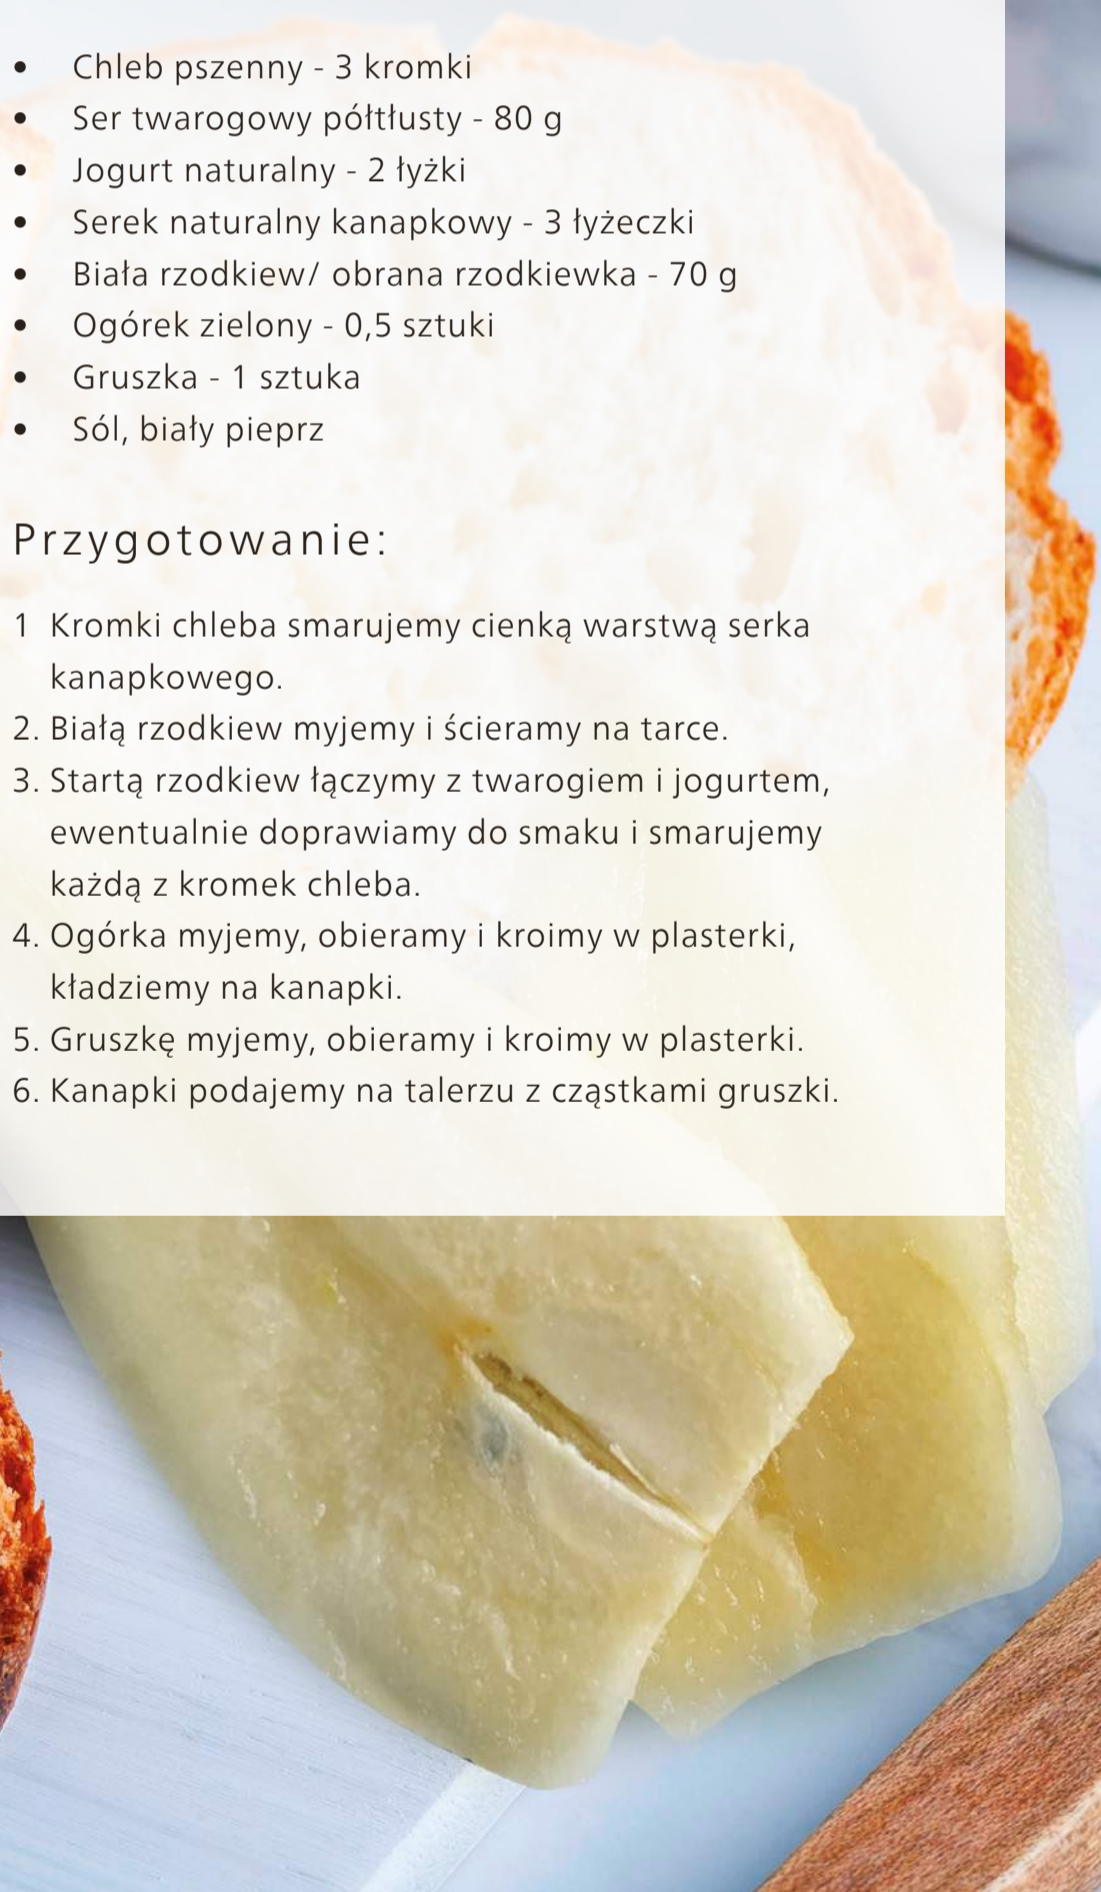 • Chleb pszenny - 3 kromki
• Ser twarogowy półtłusty - 80 g
• Jogurt naturalny - 2 łyżki
• Serek naturalny kanapkowy - 3 łyżeczki
• Biała rzodkiew/ obrana rzodkiewka - 70 g
• Ogórek zielony - 0,5 sztuki
• Gruszka - 1 sztuka
• Sól, biały pieprz
Przygotowanie:
1 Kromki chleba smarujemy cienką warstwą serka
kanapkowego.
2. Białą rzodkiew myjemy i ścieramy na tarce.
3. Startą rzodkiew łączymy z twarogiem i jogurtem,
ewentualnie doprawiamy do smaku i smarujemy
każdą z kromek chleba.
4. Ogórka myjemy, obieramy i kroimy w plasterki,
kładziemy na kanapki.
5. Gruszkę myjemy, obieramy i kroimy w plasterki.
6. Kanapki podajemy na talerzu z cząstkami gruszki.